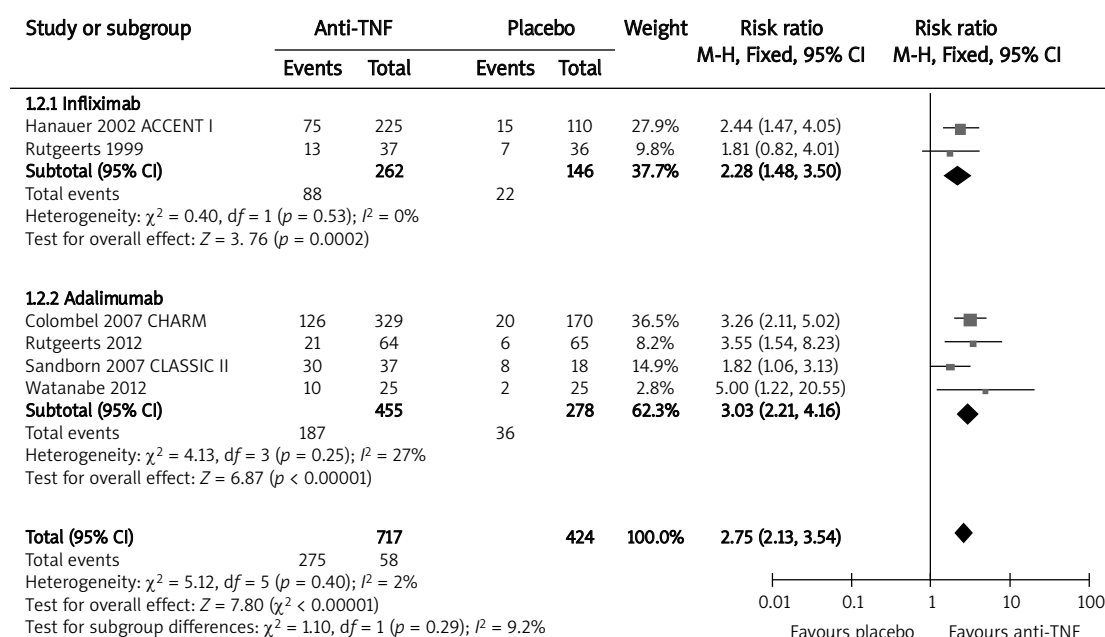 Study or subgroup Anti-TNF Placebo Weight Risk ratio Risk ratio
M-H, Fixed, 95% CI M-H, Fixed, 95% CI
Events Total Events Total
1.2.1 Infliximab
Hanauer 2002 ACCENT I 75 225 15 110 27.9% 2.44 (1.47, 4.05)
Rutgeerts 1999 13 37 7 36 9.8% 1.81 (0.82, 4.01)
Subtotal (95% CI) 262 146 37.7% 2.28 (1.48, 3.50)
Total events 88 22
Heterogeneity: χ² = 0.40, df = 1 (p = 0.53); I² = 0%
Test for overall effect: Z = 3. 76 (p = 0.0002)
1.2.2 Adalimumab
Colombel 2007 CHARM 126 329 20 170 36.5% 3.26 (2.11, 5.02)
Rutgeerts 2012 21 64 6 65 8.2% 3.55 (1.54, 8.23)
Sandborn 2007 CLASSIC II 30 37 8 18 14.9% 1.82 (1.06, 3.13)
Watanabe 2012 10 25 2 25 2.8% 5.00 (1.22, 20.55)
Subtotal (95% CI) 455 278 62.3% 3.03 (2.21, 4.16)
Total events 187 36
Heterogeneity: χ² = 4.13, df = 3 (p = 0.25); I² = 27%
Test for overall effect: Z = 6.87 (p < 0.00001)
Total (95% CI) 717 424 100.0% 2.75 (2.13, 3.54)
Total events 275 58
Heterogeneity: χ² = 5.12, df = 5 (p = 0.40); I² = 2%
Test for overall effect: Z = 7.80 (χ² < 0.00001)
Test for subgroup differences: χ² = 1.10, df = 1 (p = 0.29); I² = 9.2%
0.01 0.1 1 10 100
Favours placebo Favours anti-TNF